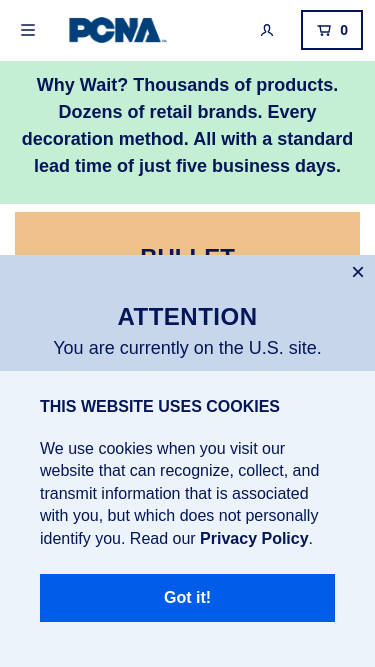 PCNA
0
Why Wait? Thousands of products.
Dozens of retail brands. Every
decoration method. All with a standard
lead time of just five business days.
BULLET
×
ATTENTION
You are currently on the U.S. site.
THIS WEBSITE USES COOKIES
We use cookies when you visit our
website that can recognize, collect, and
transmit information that is associated
with you, but which does not personally
identify you. Read our Privacy Policy.
Got it!